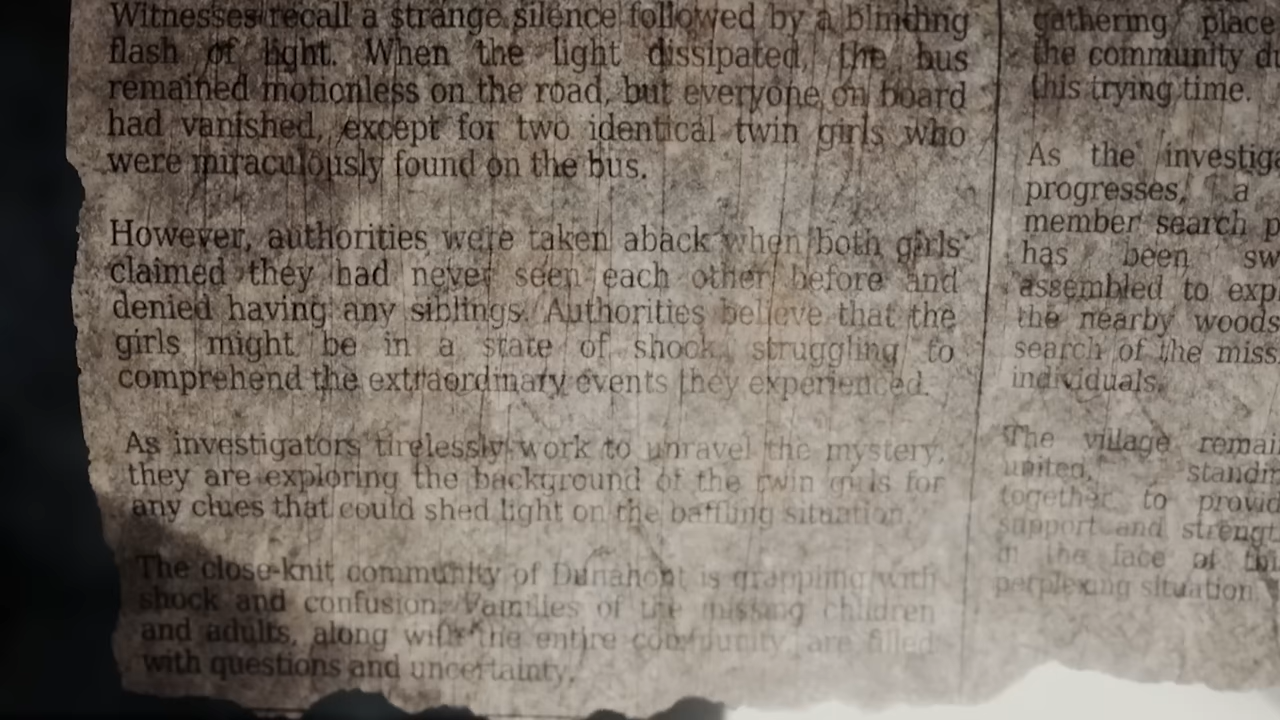 Witnesses recall a strange silence followed by a blinding
flash of light. When the light dissipated, the bus
remained motionless on the road, but everyone on board
had vanished, except for two identical twin girls who
were miraculously found on the bus.
However, authorities were taken aback when both girls
claimed they had never seen each other before and
denied having any siblings. Authorities believe that the
girls might be in a state of shock, struggling to
comprehend the extraordinary events they experienced.
As investigators tirelessly work to unravel the mystery,
they are exploring the background of the twin girls for
any clues that could shed light on the baffling situation.
The close-knit community of is grappling with
shock and confusion. Families of the missing children
and adults, along with the entire community, are filled
with questions and uncertainty.
gathering place
the community du
this trying time.
As the investiga
progresses, a
member search p
has been sw
assembled to exp
the nearby woods
search of the miss
individuals.
The village remai
united, standin
together to provid
support and strengt
in the face of thi
perplexing situation.